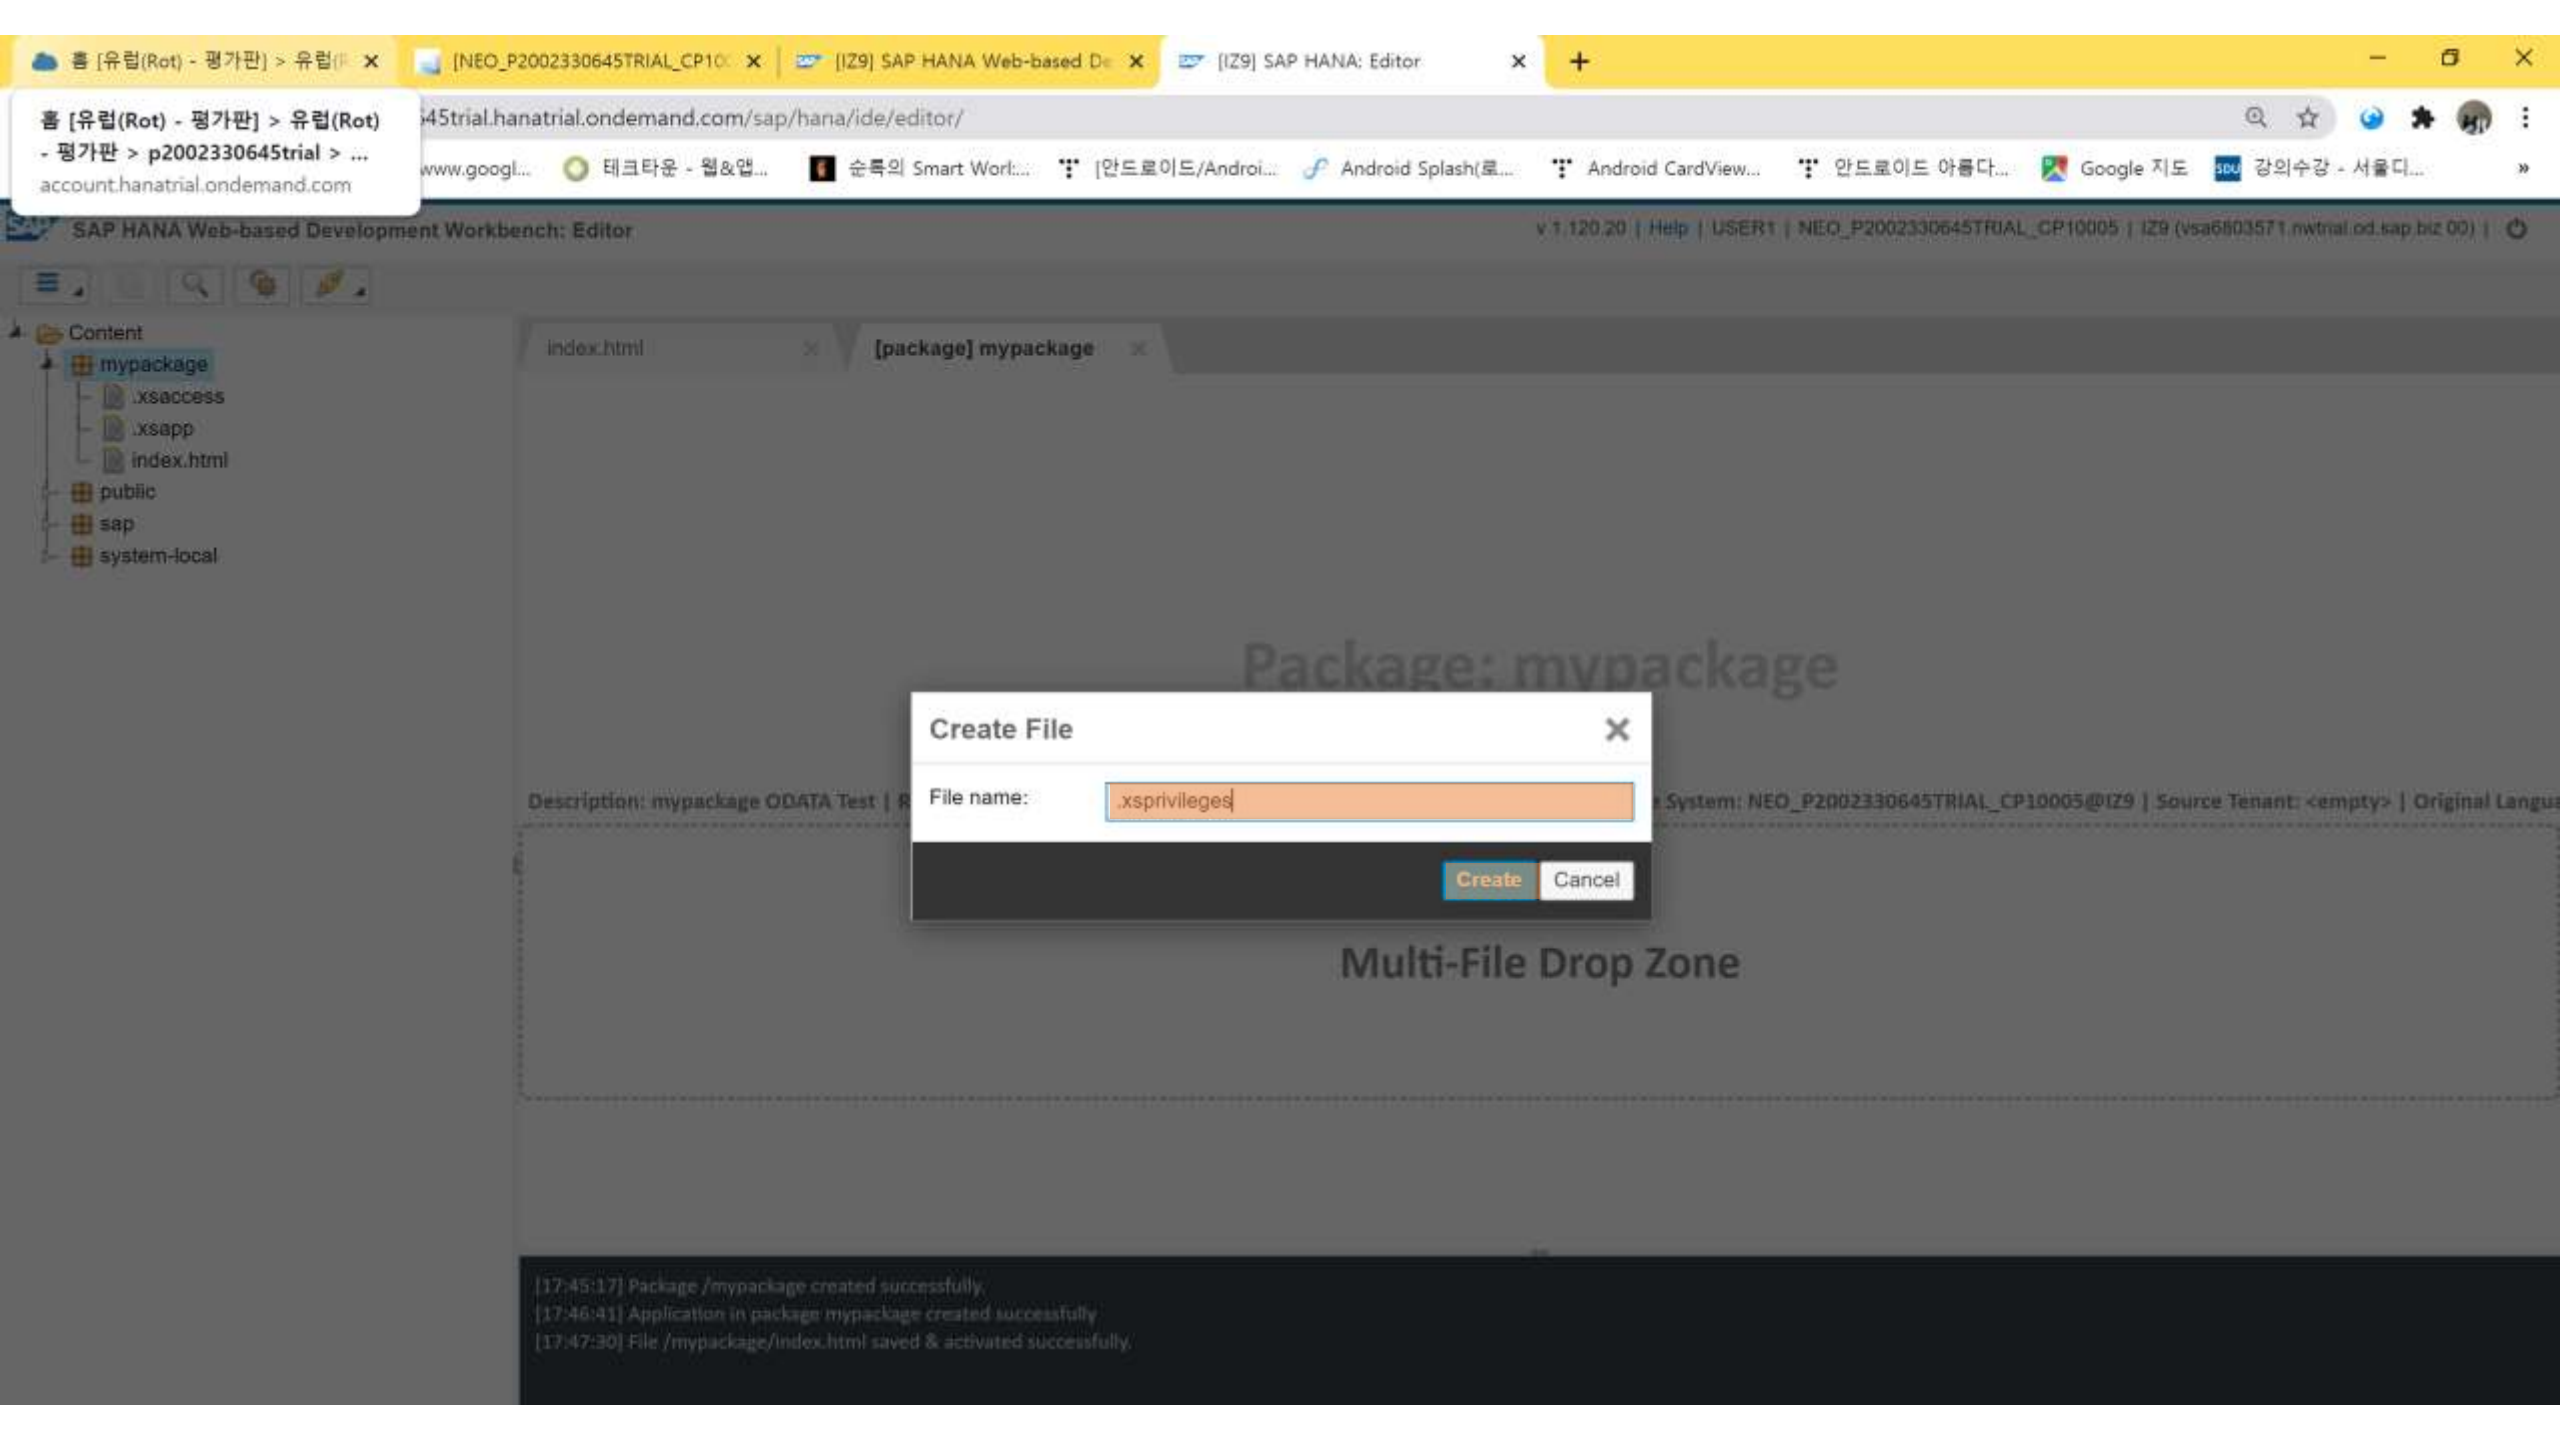 홈 [유럽(Rot) - 평가판] > 유럽(R
[NEO_P2002330645TRIAL_CP10
[IZ9] SAP HANA Web-based De
[IZ9] SAP HANA: Editor
홈 [유럽(Rot) - 평가판] > 유럽(Rot)
- 평가판 > p2002330645trial > ...
account.hanatrial.ondemand.com
645trial.hanatrial.ondemand.com/sap/hana/ide/editor/
www.googl...
테크타운 - 웹&앱...
순록의 Smart Worl:...
[안드로이드/Androi...
Android Splash(로...
Android CardView...
안드로이드 아름다...
Google 지도
SDU 강의수강 - 서울디...
SAP
SAP HANA Web-based Development Workbench: Editor
v 1.120.20 | Help | USER1 | NEO_P2002330645TRIAL_CP10005 | IZ9 (vsa6803571.nwtrial.od.sap.biz 00) |
Content
mypackage
.xsaccess
.xsapp
index.html
public
sap
system-local
index.html
[package] mypackage
Package: mypackage
Description: mypackage ODATA Test | R
System: NEO_P2002330645TRIAL_CP10005@IZ9 | Source Tenant: <empty> | Original Langua
Create File
File name:
.xsprivileges
Create
Cancel
Multi-File Drop Zone
[17:45:17] Package /mypackage created successfully.
[17:46:41] Application in package mypackage created successfully
[17:47:30] File /mypackage/index.html saved & activated successfully.